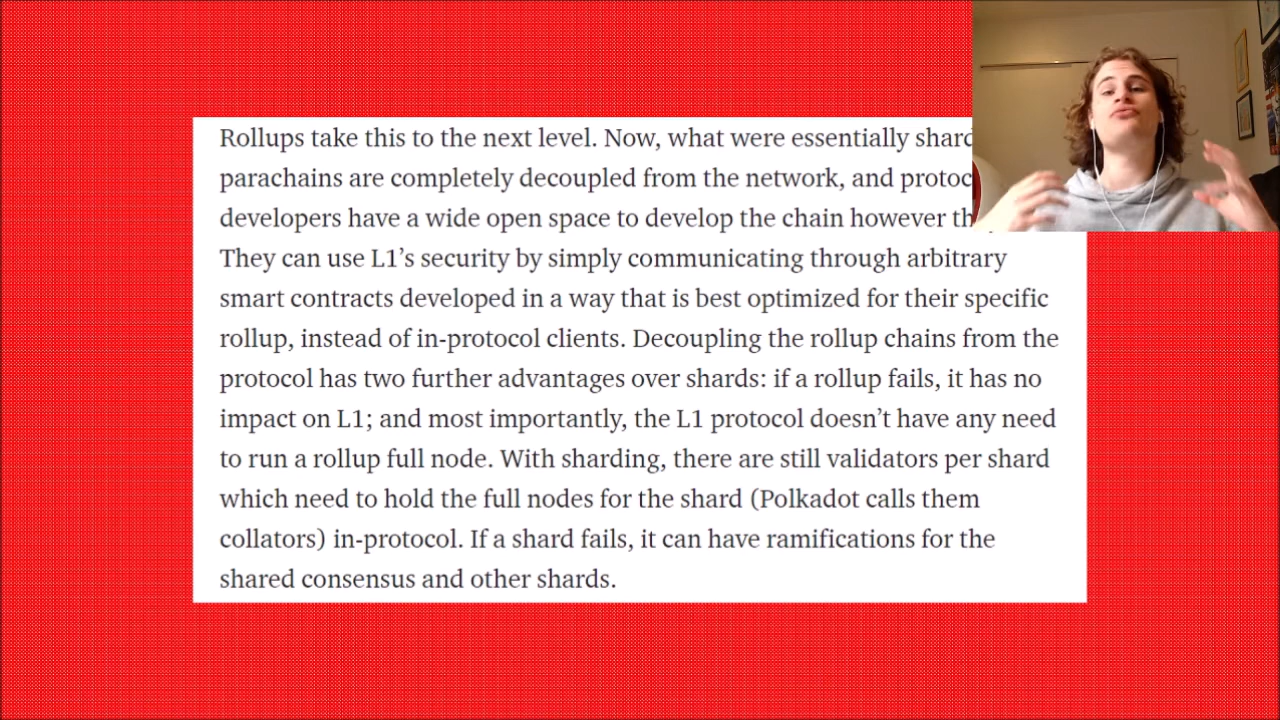 Rollups take this to the next level. Now, what were essentially shard
parachains are completely decoupled from the network, and protoc
developers have a wide open space to develop the chain however th
They can use L1’s security by simply communicating through arbitrary
smart contracts developed in a way that is best optimized for their specific
rollup, instead of in-protocol clients. Decoupling the rollup chains from the
protocol has two further advantages over shards: if a rollup fails, it has no
impact on L1; and most importantly, the L1 protocol doesn’t have any need
to run a rollup full node. With sharding, there are still validators per shard
which need to hold the full nodes for the shard (Polkadot calls them
collators) in-protocol. If a shard fails, it can have ramifications for the
shared consensus and other shards.